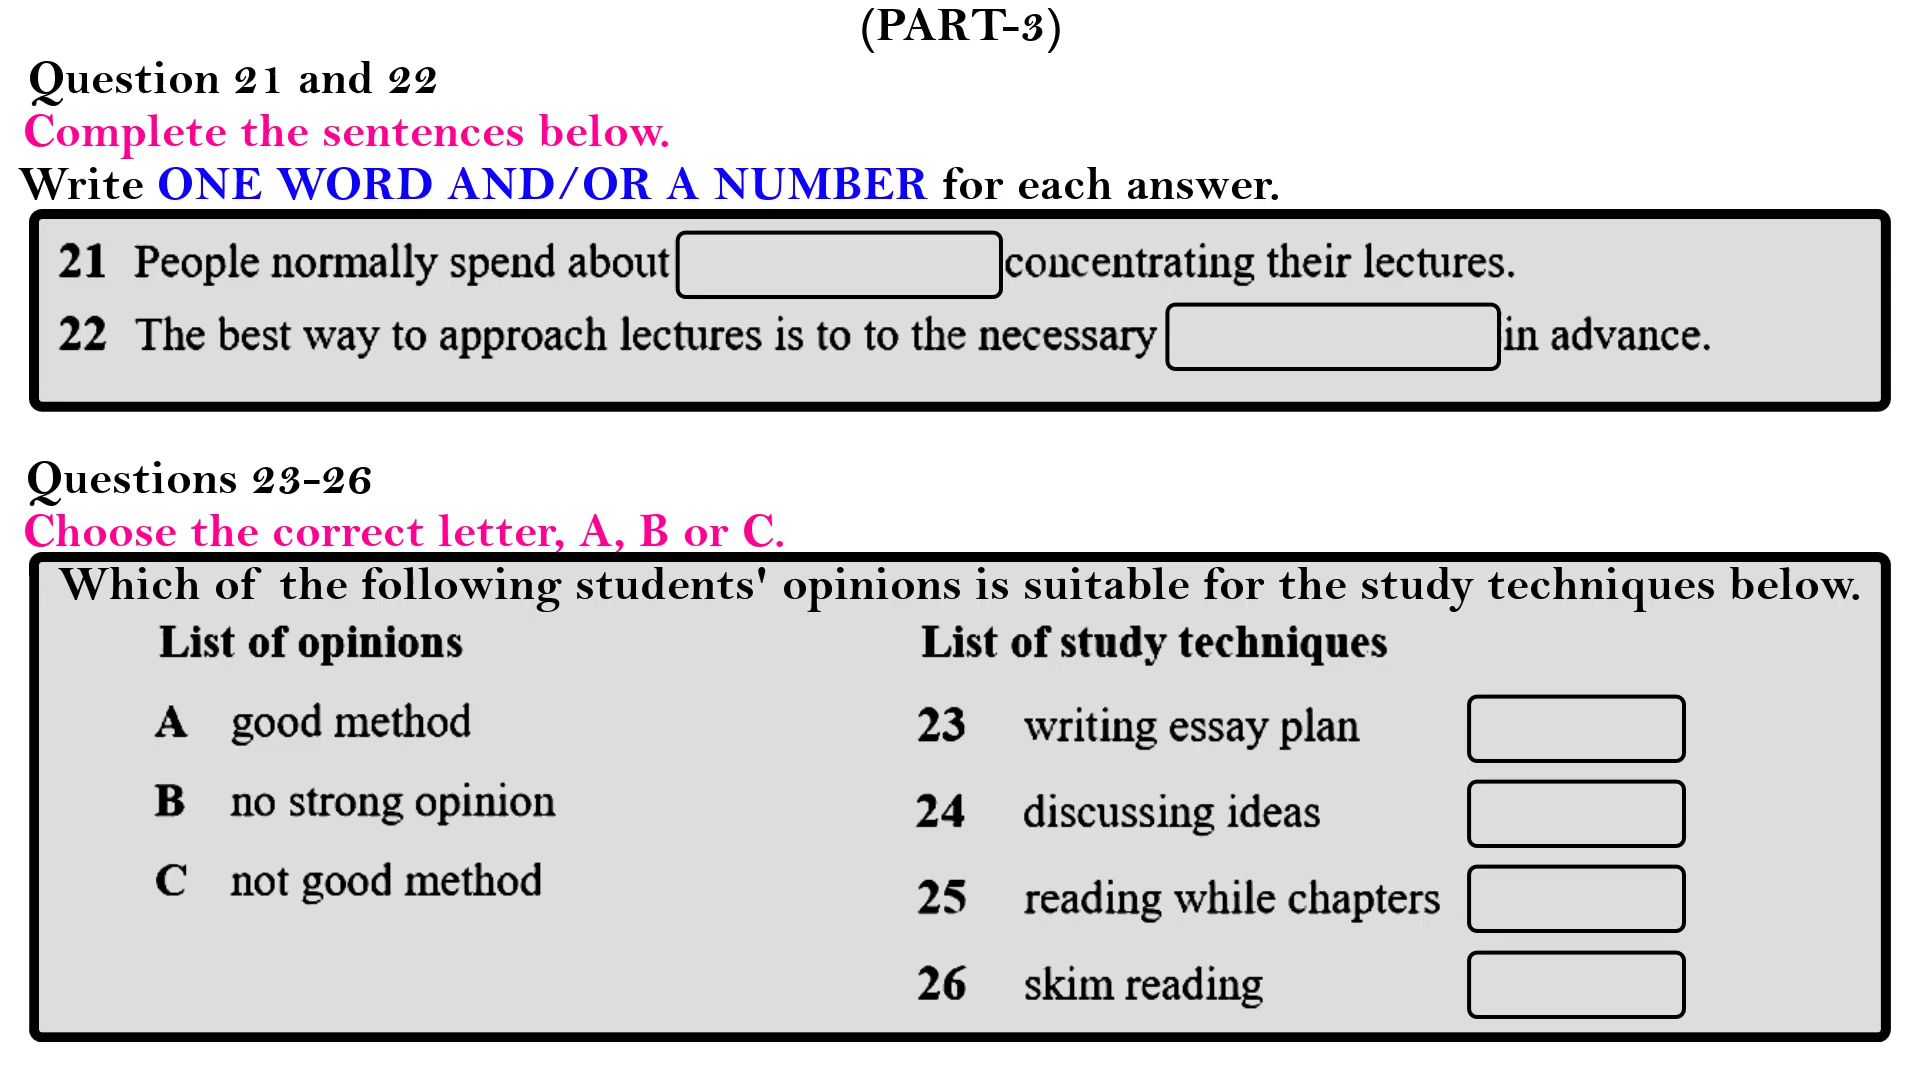 (PART-3)
Question 21 and 22
Complete the sentences below.
Write ONE WORD AND/OR A NUMBER for each answer.
21 People normally spend about concentrating their lectures.
22 The best way to approach lectures is to to the necessary in advance.
Questions 23-26
Choose the correct letter, A, B or C.
Which of the following students' opinions is suitable for the study techniques below.
List of opinions
A good method
B no strong opinion
C not good method
List of study techniques
23 writing essay plan
24 discussing ideas
25 reading while chapters
26 skim reading